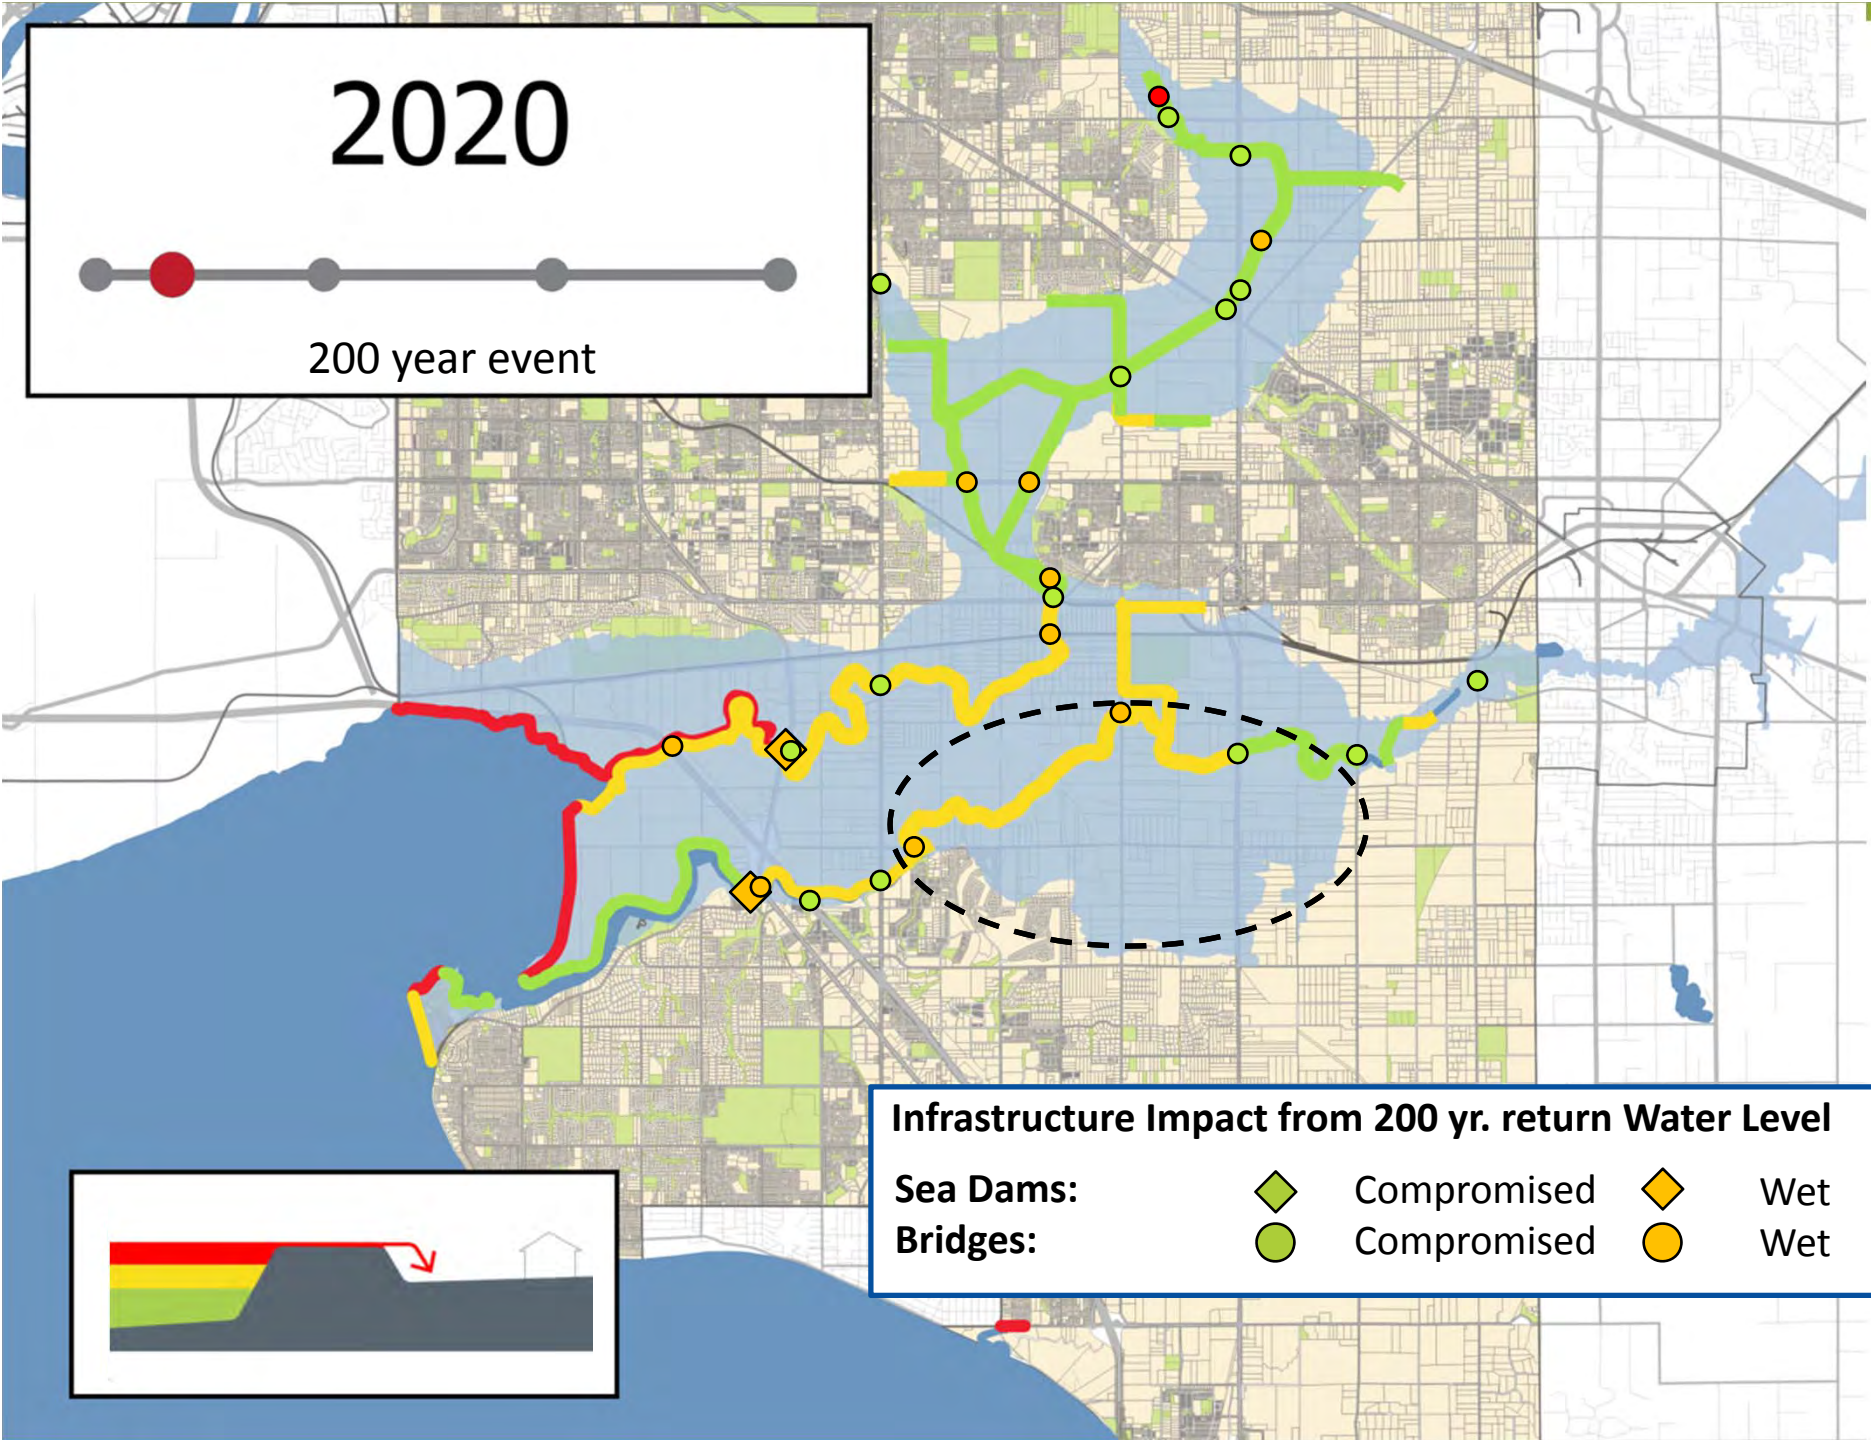 2020
200 year event
Infrastructure Impact from 200 yr. return Water Level
Sea Dams: Compromised Wet
Bridges: Compromised Wet